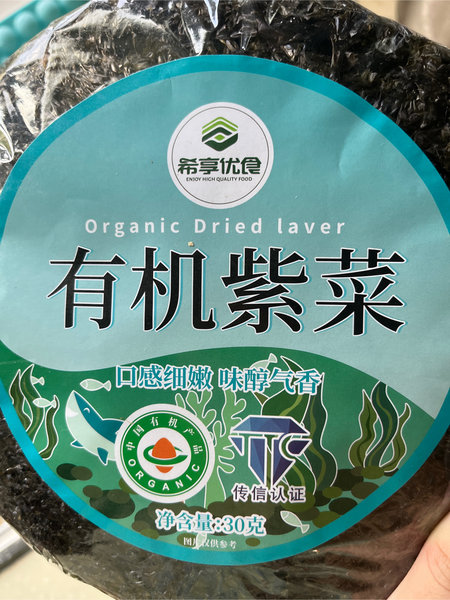 希享优食
ENJOY HIGH QUALITY FOOD
Organic Dried laver
有机紫菜
口感细嫩 味醇气香
中国有机产品
ORGANIC
TTC
传信认证
净含量:30克
图片仅供参考